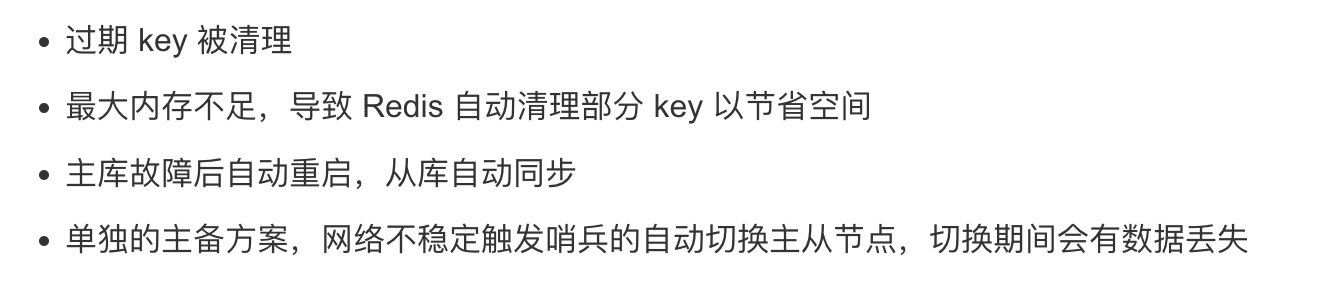 • 过期 key 被清理
• 最大内存不足，导致 Redis 自动清理部分 key 以节省空间
• 主库故障后自动重启，从库自动同步
• 单独的主备方案，网络不稳定触发哨兵的自动切换主从节点，切换期间会有数据丢失